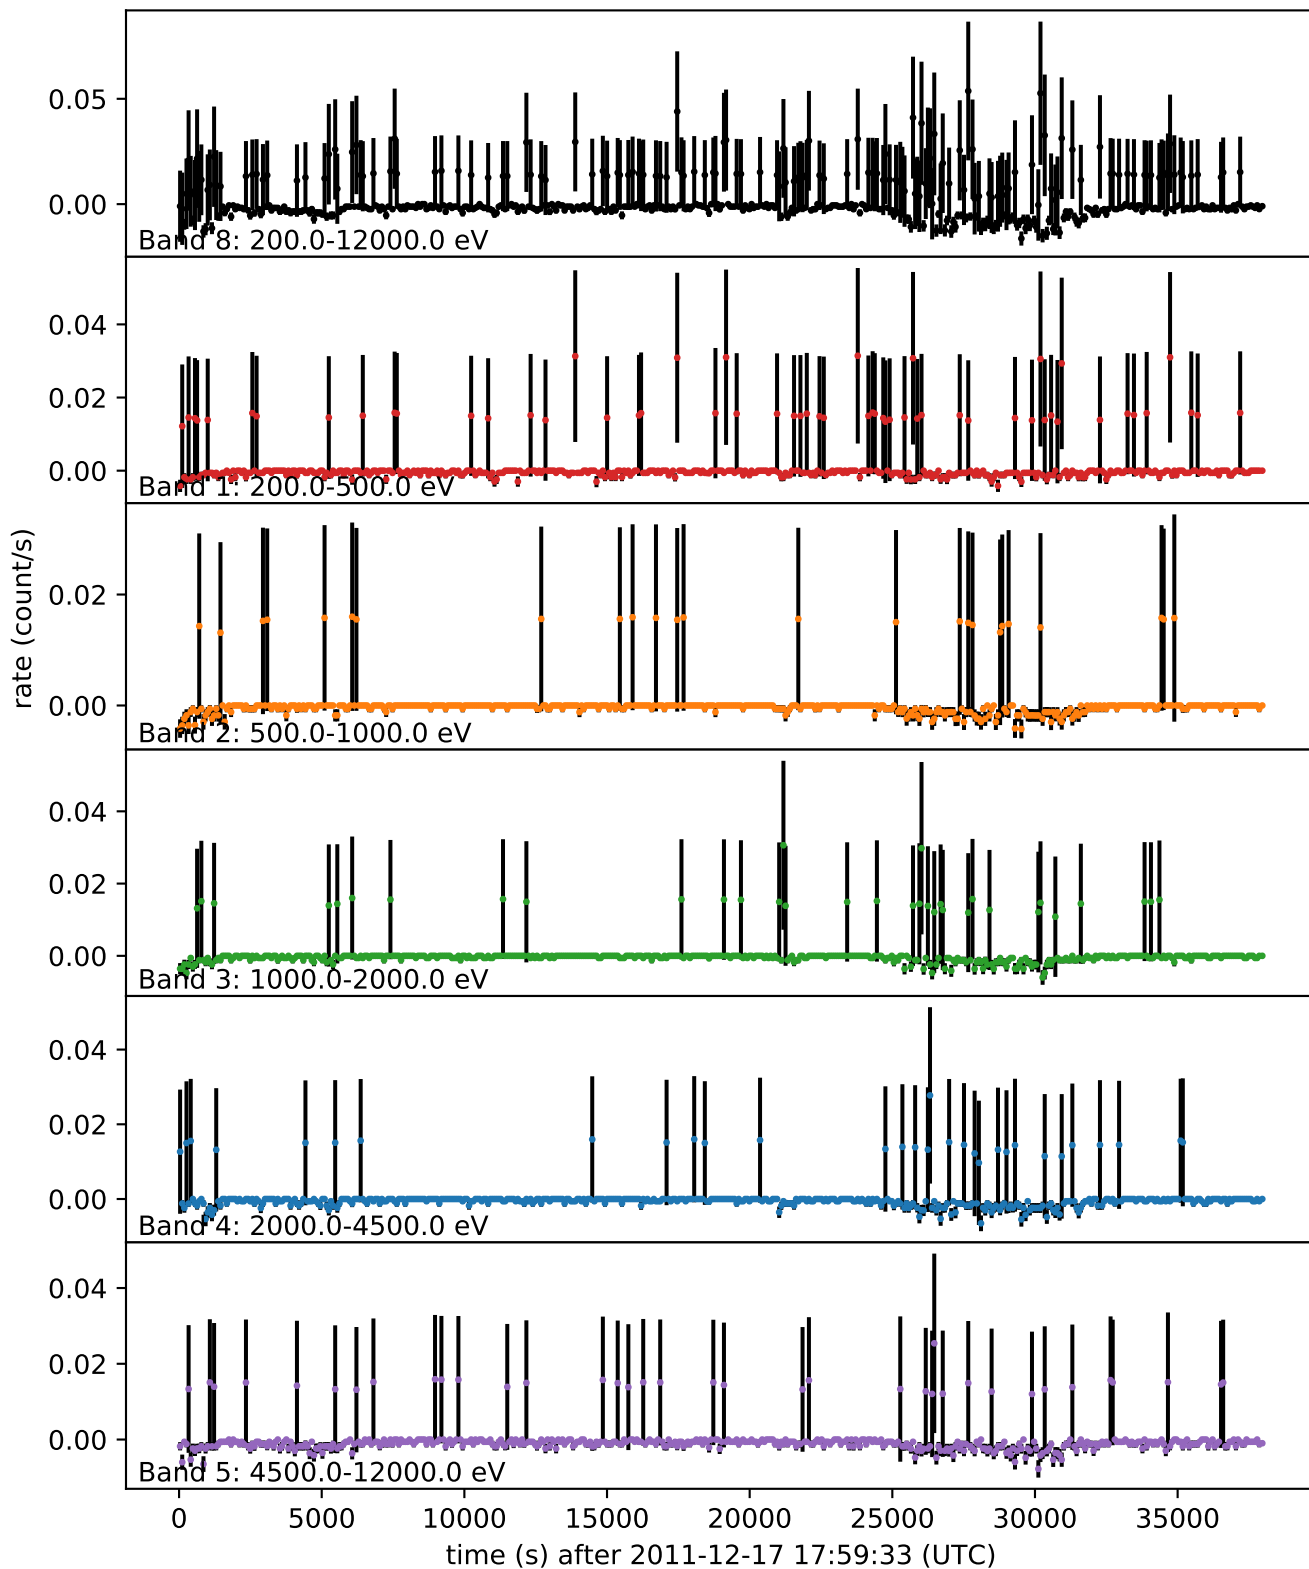 0.05
0.00
Band 8: 200.0-12000.0 eV
0.04
0.02
0.00
Band 1: 200.0-500.0 eV
0.02
0.00
Band 2: 500.0-1000.0 eV
rate (count/s)
0.04
0.02
0.00
Band 3: 1000.0-2000.0 eV
0.04
0.02
0.00
Band 4: 2000.0-4500.0 eV
0.04
0.02
0.00
Band 5: 4500.0-12000.0 eV
0 5000 10000 15000 20000 25000 30000 35000
time (s) after 2011-12-17 17:59:33 (UTC)